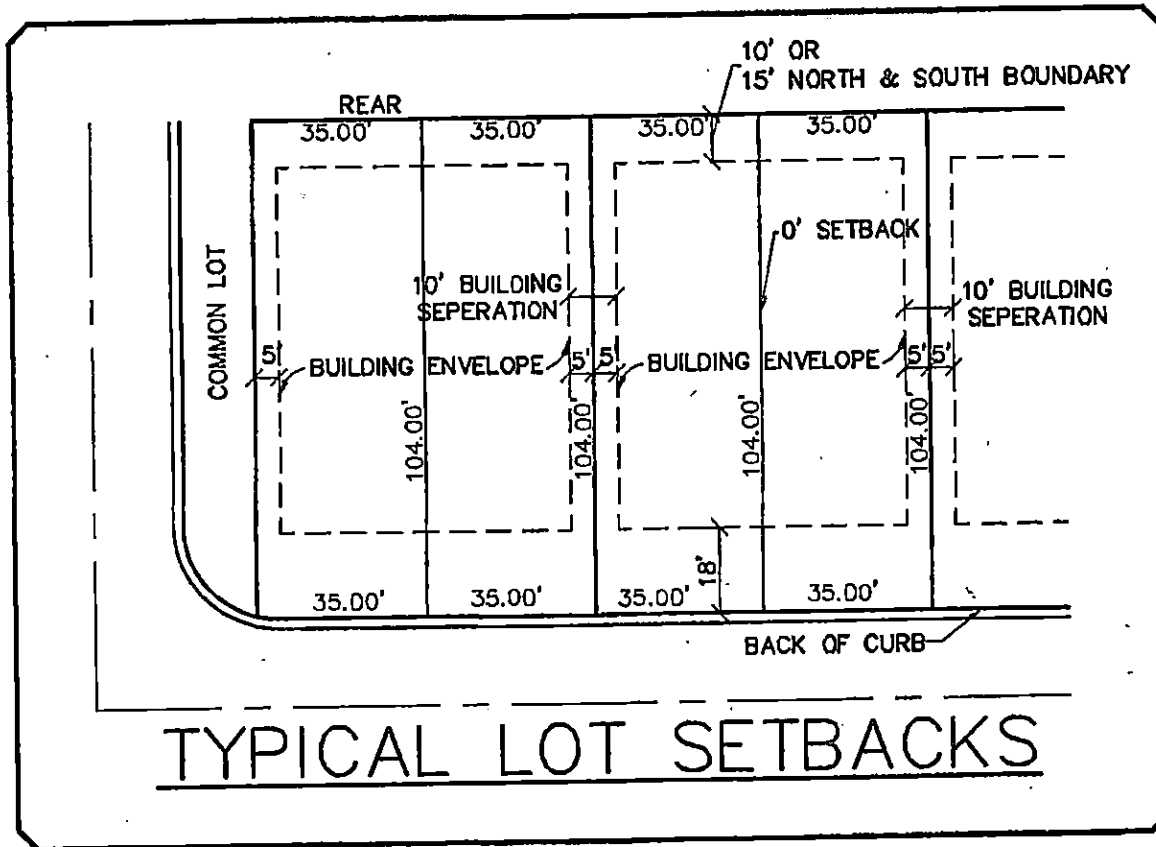 10' OR
15' NORTH & SOUTH BOUNDARY
REAR
35.00'
35.00'
35.00'
35.00'
COMMON LOT
0' SETBACK
10' BUILDING
SEPERATION
10' BUILDING
SEPERATION
5'
BUILDING ENVELOPE
5'
5'
BUILDING ENVELOPE
5'
5'
104.00'
104.00'
104.00'
104.00'
18'
35.00'
35.00'
35.00'
35.00'
BACK OF CURB
TYPICAL LOT SETBACKS